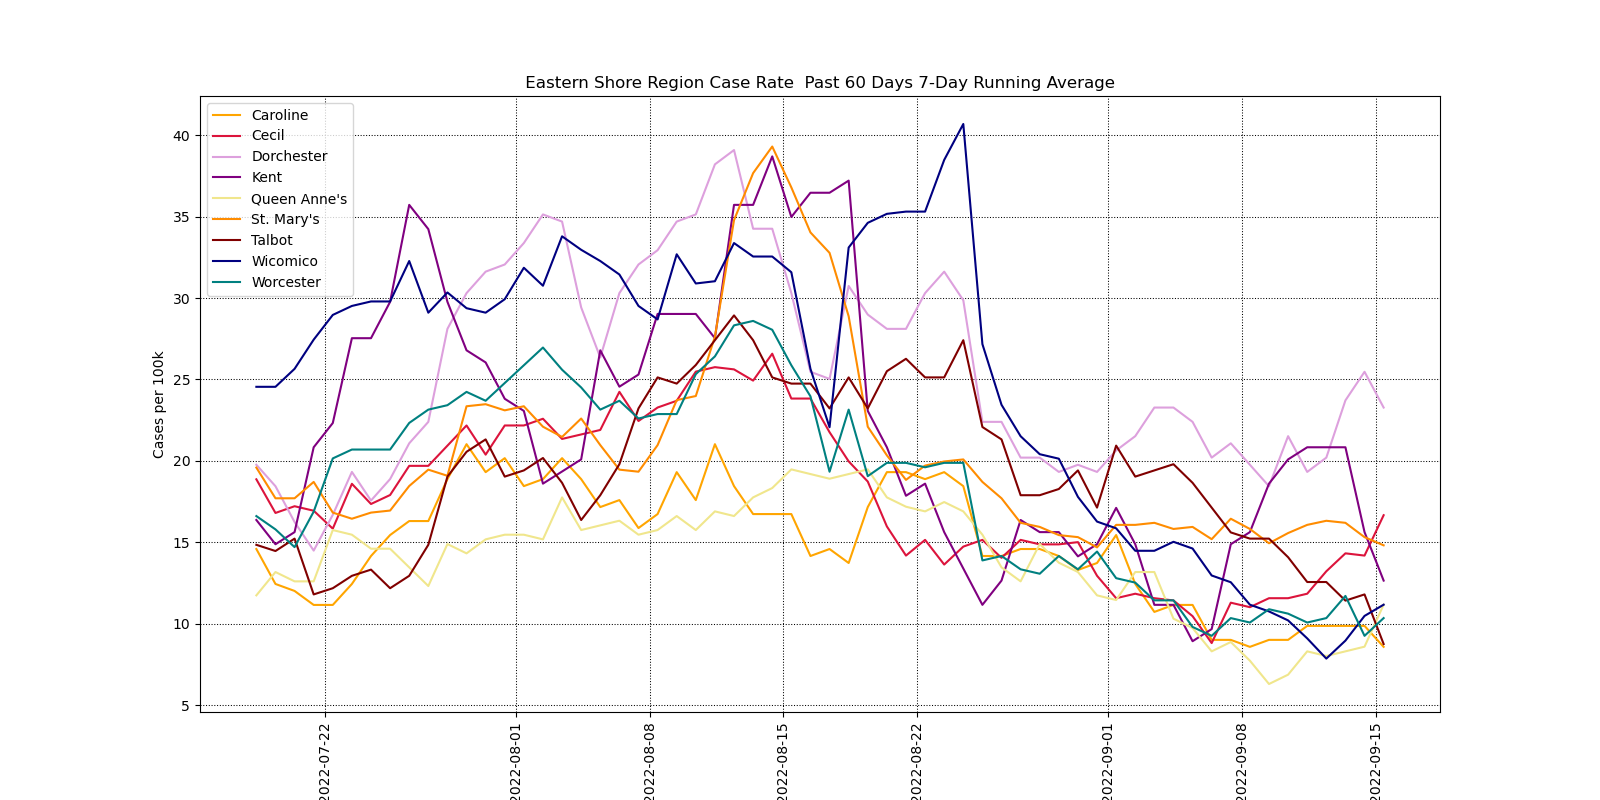 Eastern Shore Region Case Rate  Past 60 Days 7-Day Running Average
Cases per 100k
40
35
30
25
20
15
10
5
Caroline
Cecil
Dorchester
Kent
Queen Anne's
St. Mary's
Talbot
Wicomico
Worcester
2022-07-22
2022-08-01
2022-08-08
2022-08-15
2022-08-22
2022-09-01
2022-09-08
2022-09-15